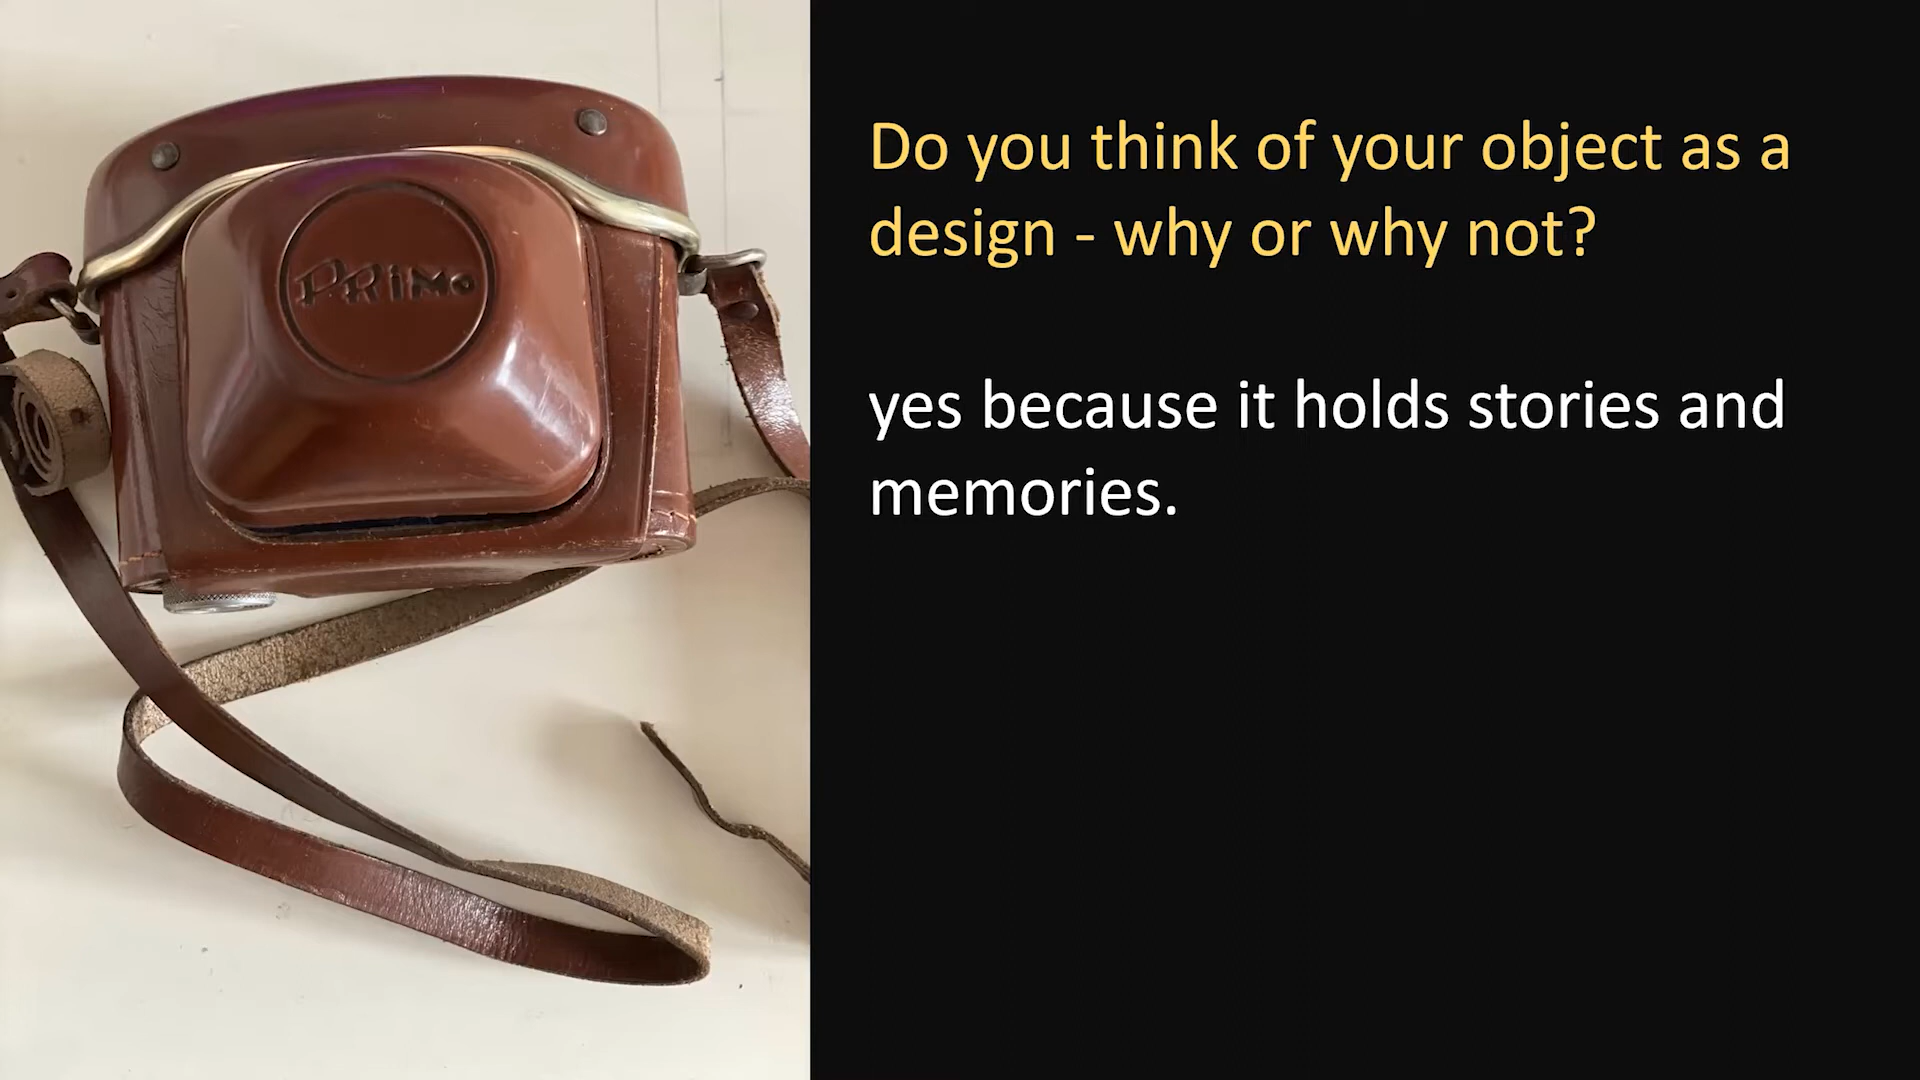 PRiMo
Do you think of your object as a
design - why or why not?
yes because it holds stories and
memories.